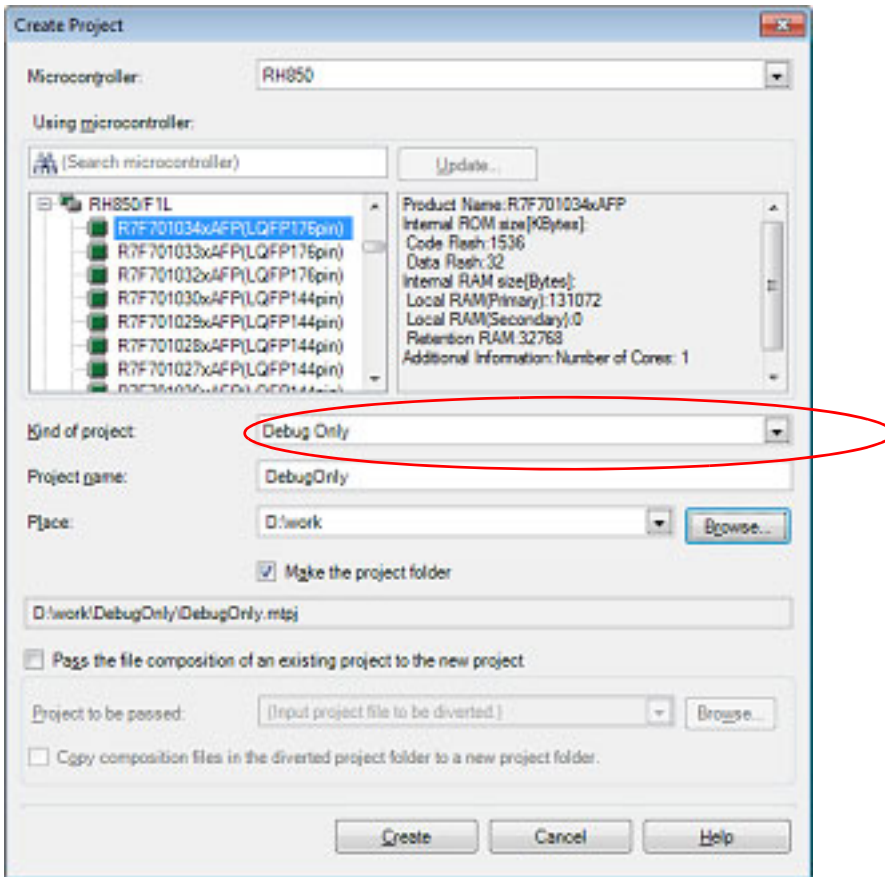 Create Project
Microcontroller: RH850
Using microcontroller:
(Search microcontroller) Update...
RH850/F1L
R7F701034xAFP(LQFP176pin)
R7F701033xAFP(LQFP176pin)
R7F701032xAFP(LQFP176pin)
R7F701030xAFP(LQFP144pin)
R7F701029xAFP(LQFP144pin)
R7F701028xAFP(LQFP144pin)
R7F701027xAFP(LQFP144pin)
Product Name:R7F701034xAFP
Internal ROM size[KBytes]:
Code Flash:1536
Data Flash:32
Internal RAM size[Bytes]:
Local RAM(Primary):131072
Local RAM(Secondary):0
Retention RAM:32768
Additional Information:Number of Cores: 1
Kind of project: Debug Only
Project name: DebugOnly
Place: D:\work Browse...
Make the project folder
D:\work\DebugOnly\DebugOnly.mtpj
Pass the file composition of an existing project to the new project
Project to be passed: (Input project file to be diverted.) Browse...
Copy composition files in the diverted project folder to a new project folder.
Create Cancel Help